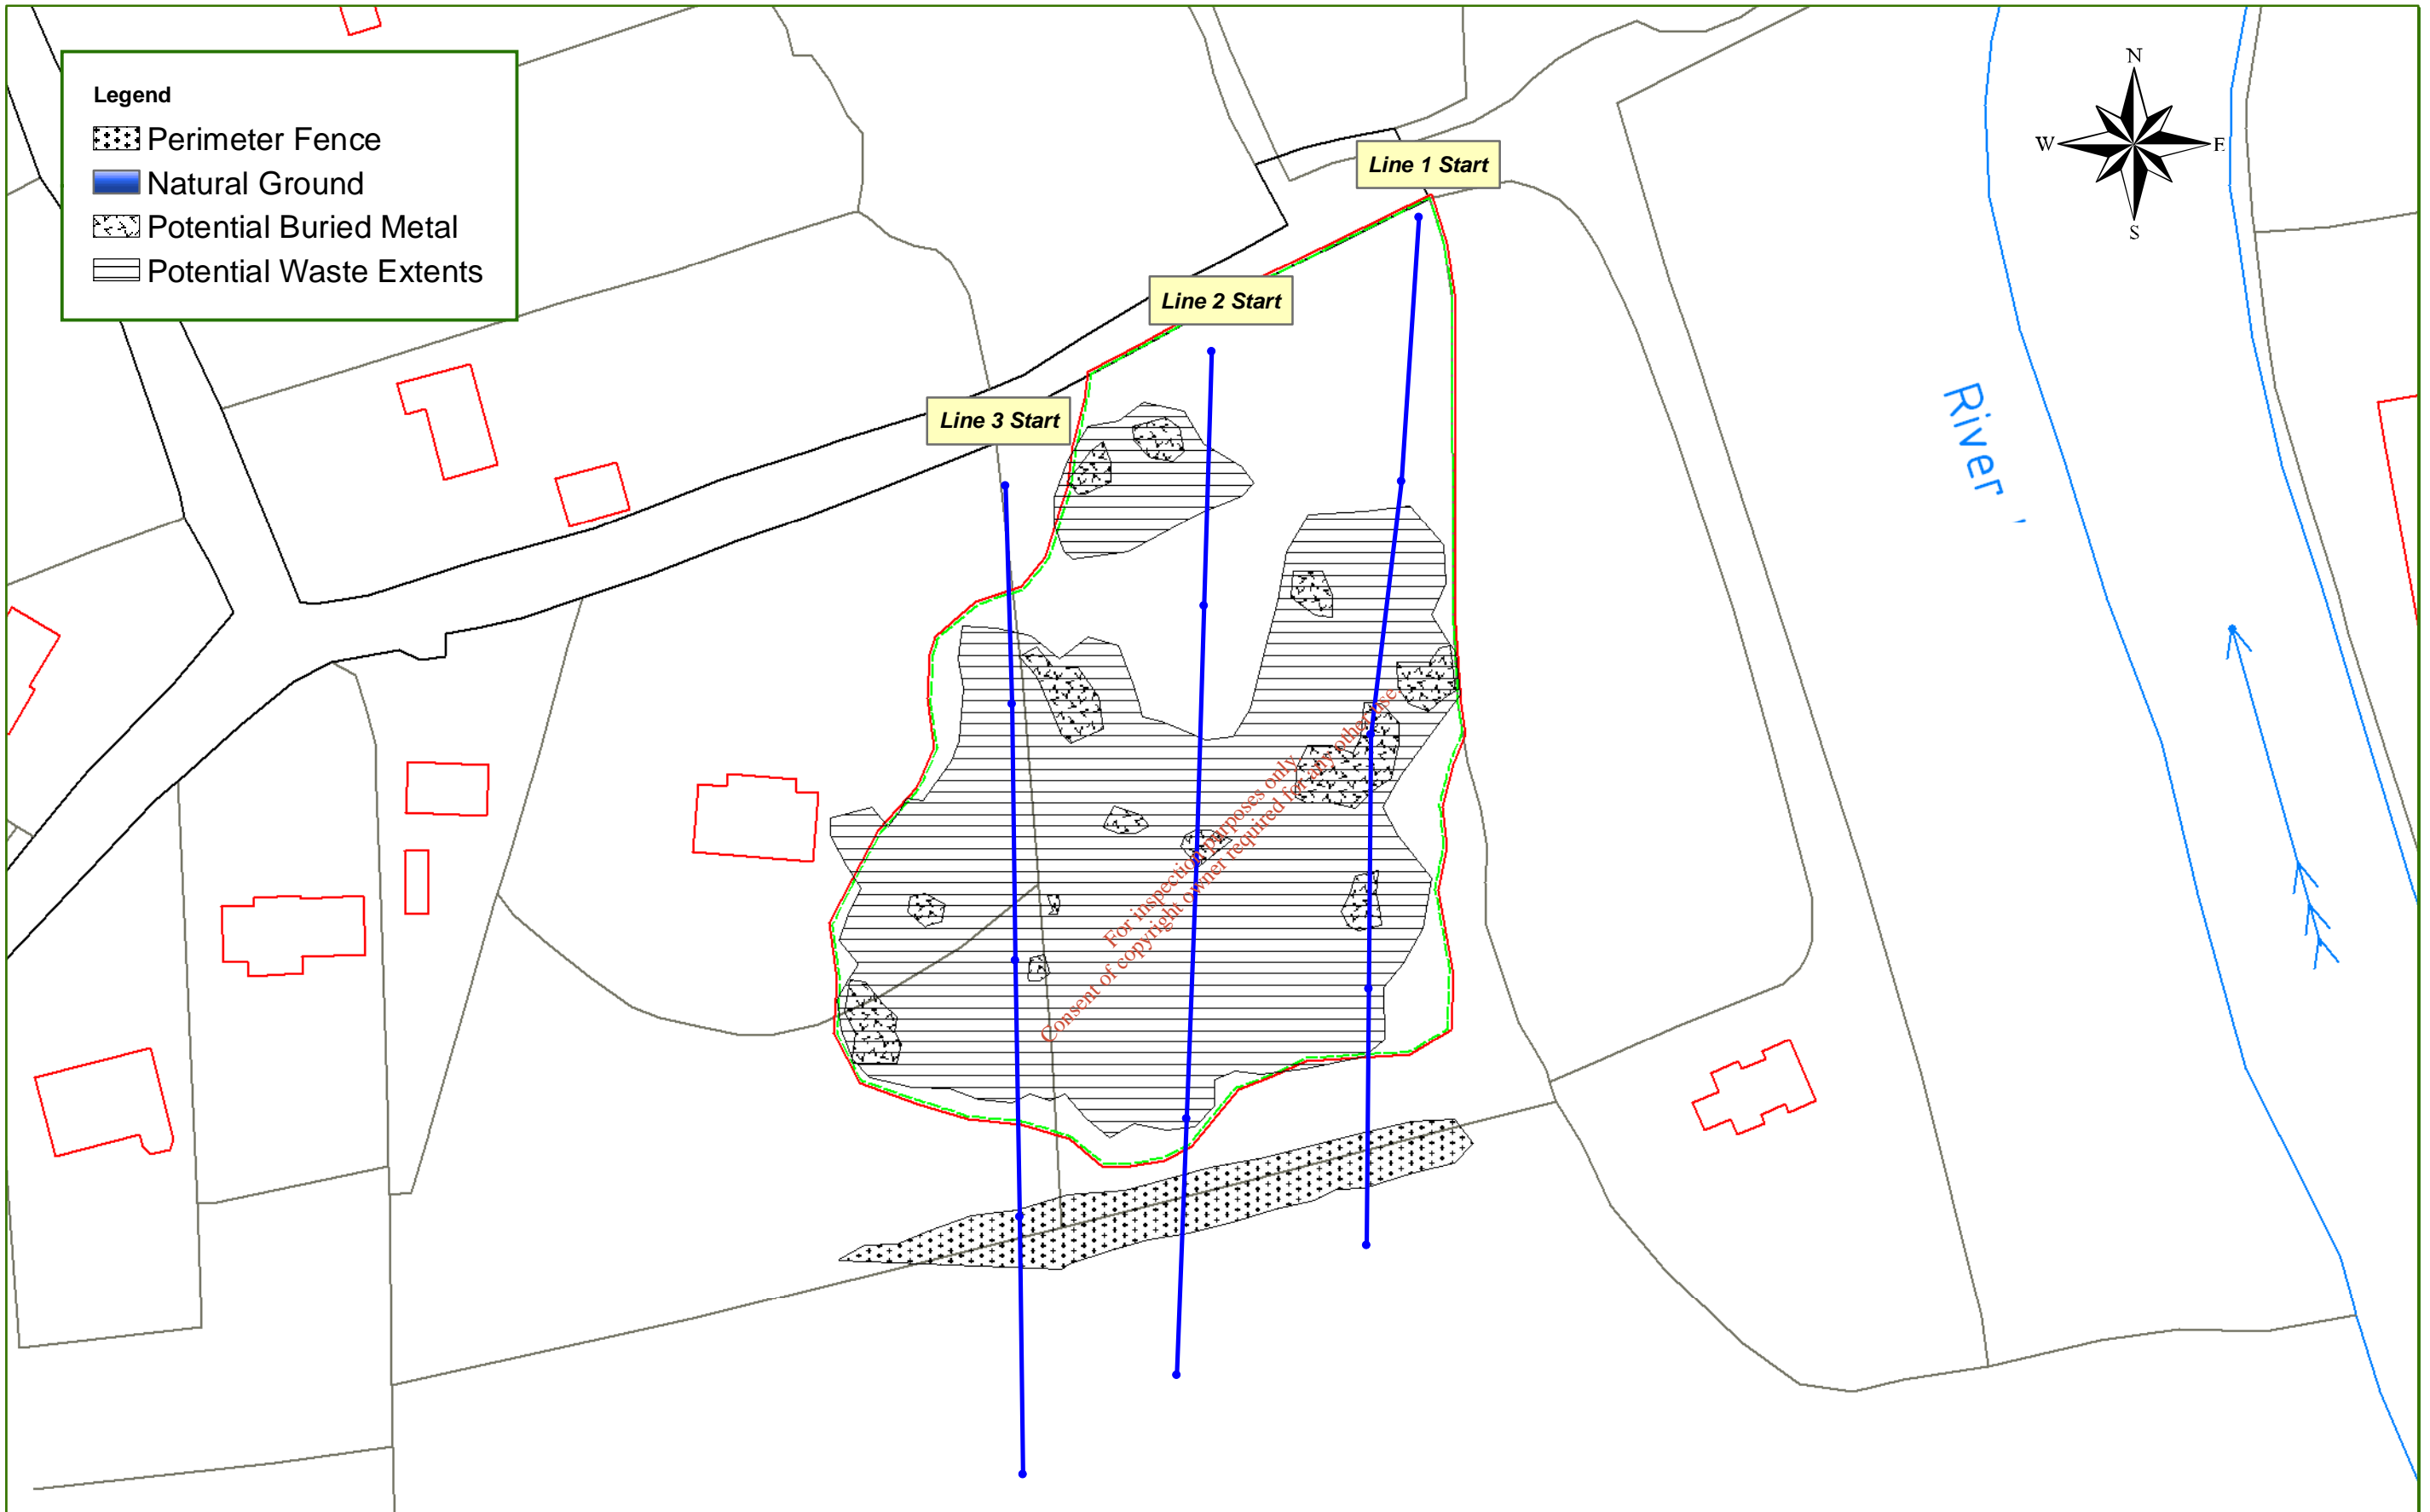 Legend
Perimeter Fence
Natural Ground
Potential Buried Metal
Potential Waste Extents
N
W
E
S
Line 1 Start
Line 2 Start
Line 3 Start
River '
For inspection purposes only.
Consent of copyright owner required for any other use.